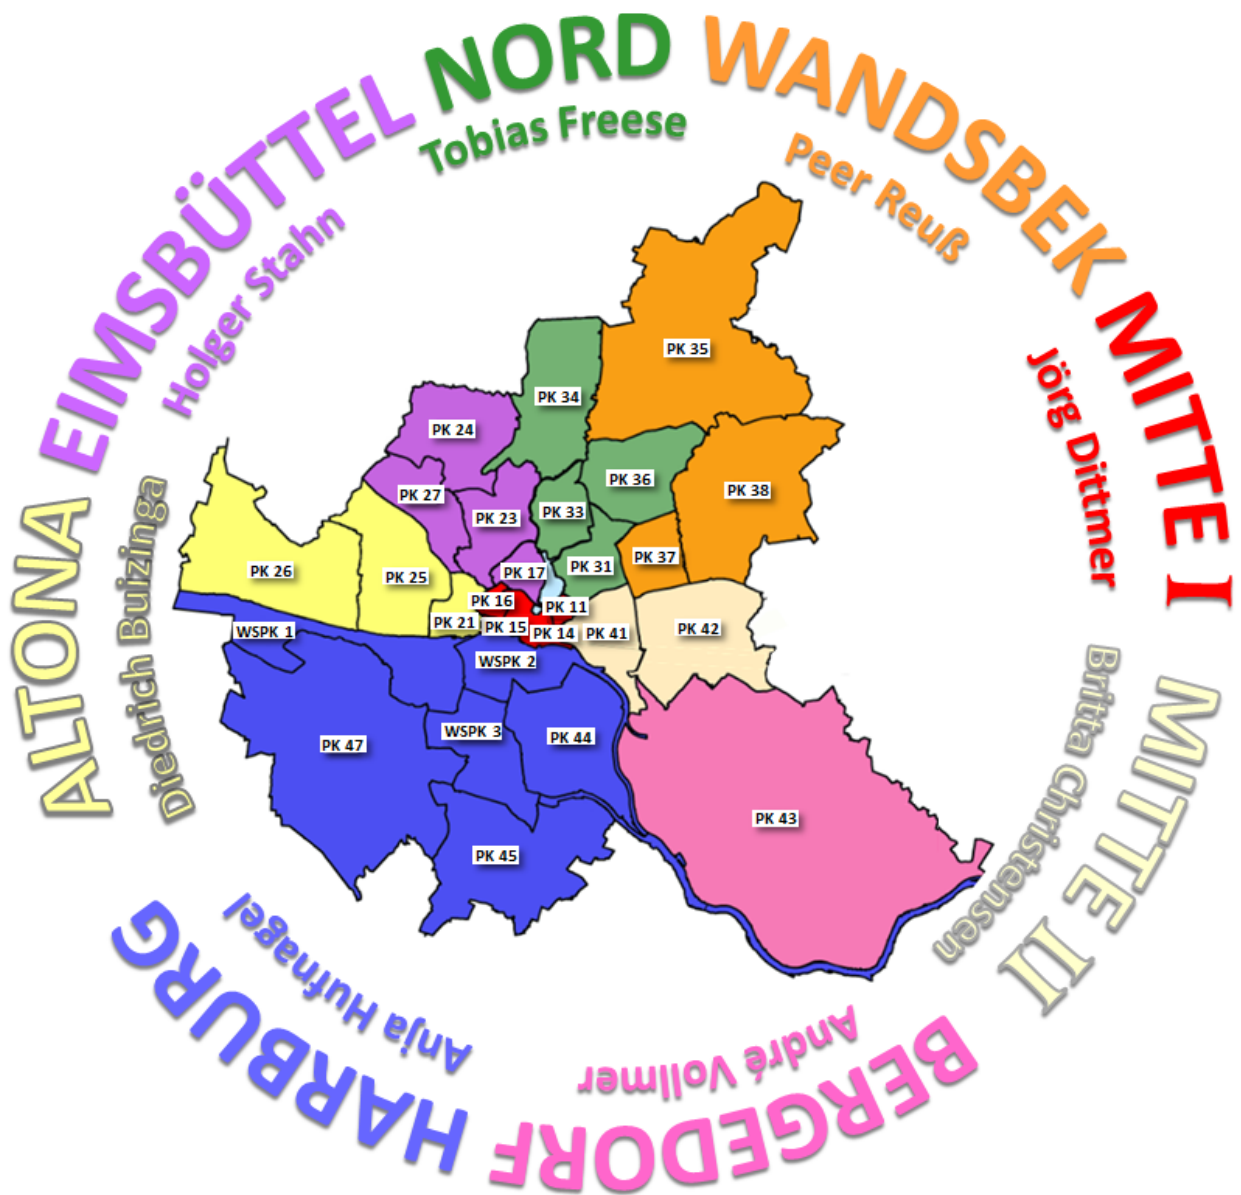 NORD
Tobias Freese
WANDSBEK
Peer Reuß
MITTE I
Jörg Dittmer
MITTE II
Britta Christensen
BERGEDORF
André Vollmer
HARBURG
Anja Hufnagel
ALTONA
Diedrich Buizinga
EIMSBÜTTEL
Holger Stahn
PK 35
PK 34
PK 24
PK 36
PK 38
PK 27
PK 33
PK 23
PK 37
PK 31
PK 17
PK 26
PK 25
PK 16
PK 11
PK 21
PK 15
PK 14
PK 41
PK 42
WSPK 1
WSPK 2
WSPK 3
PK 44
PK 47
PK 43
PK 45